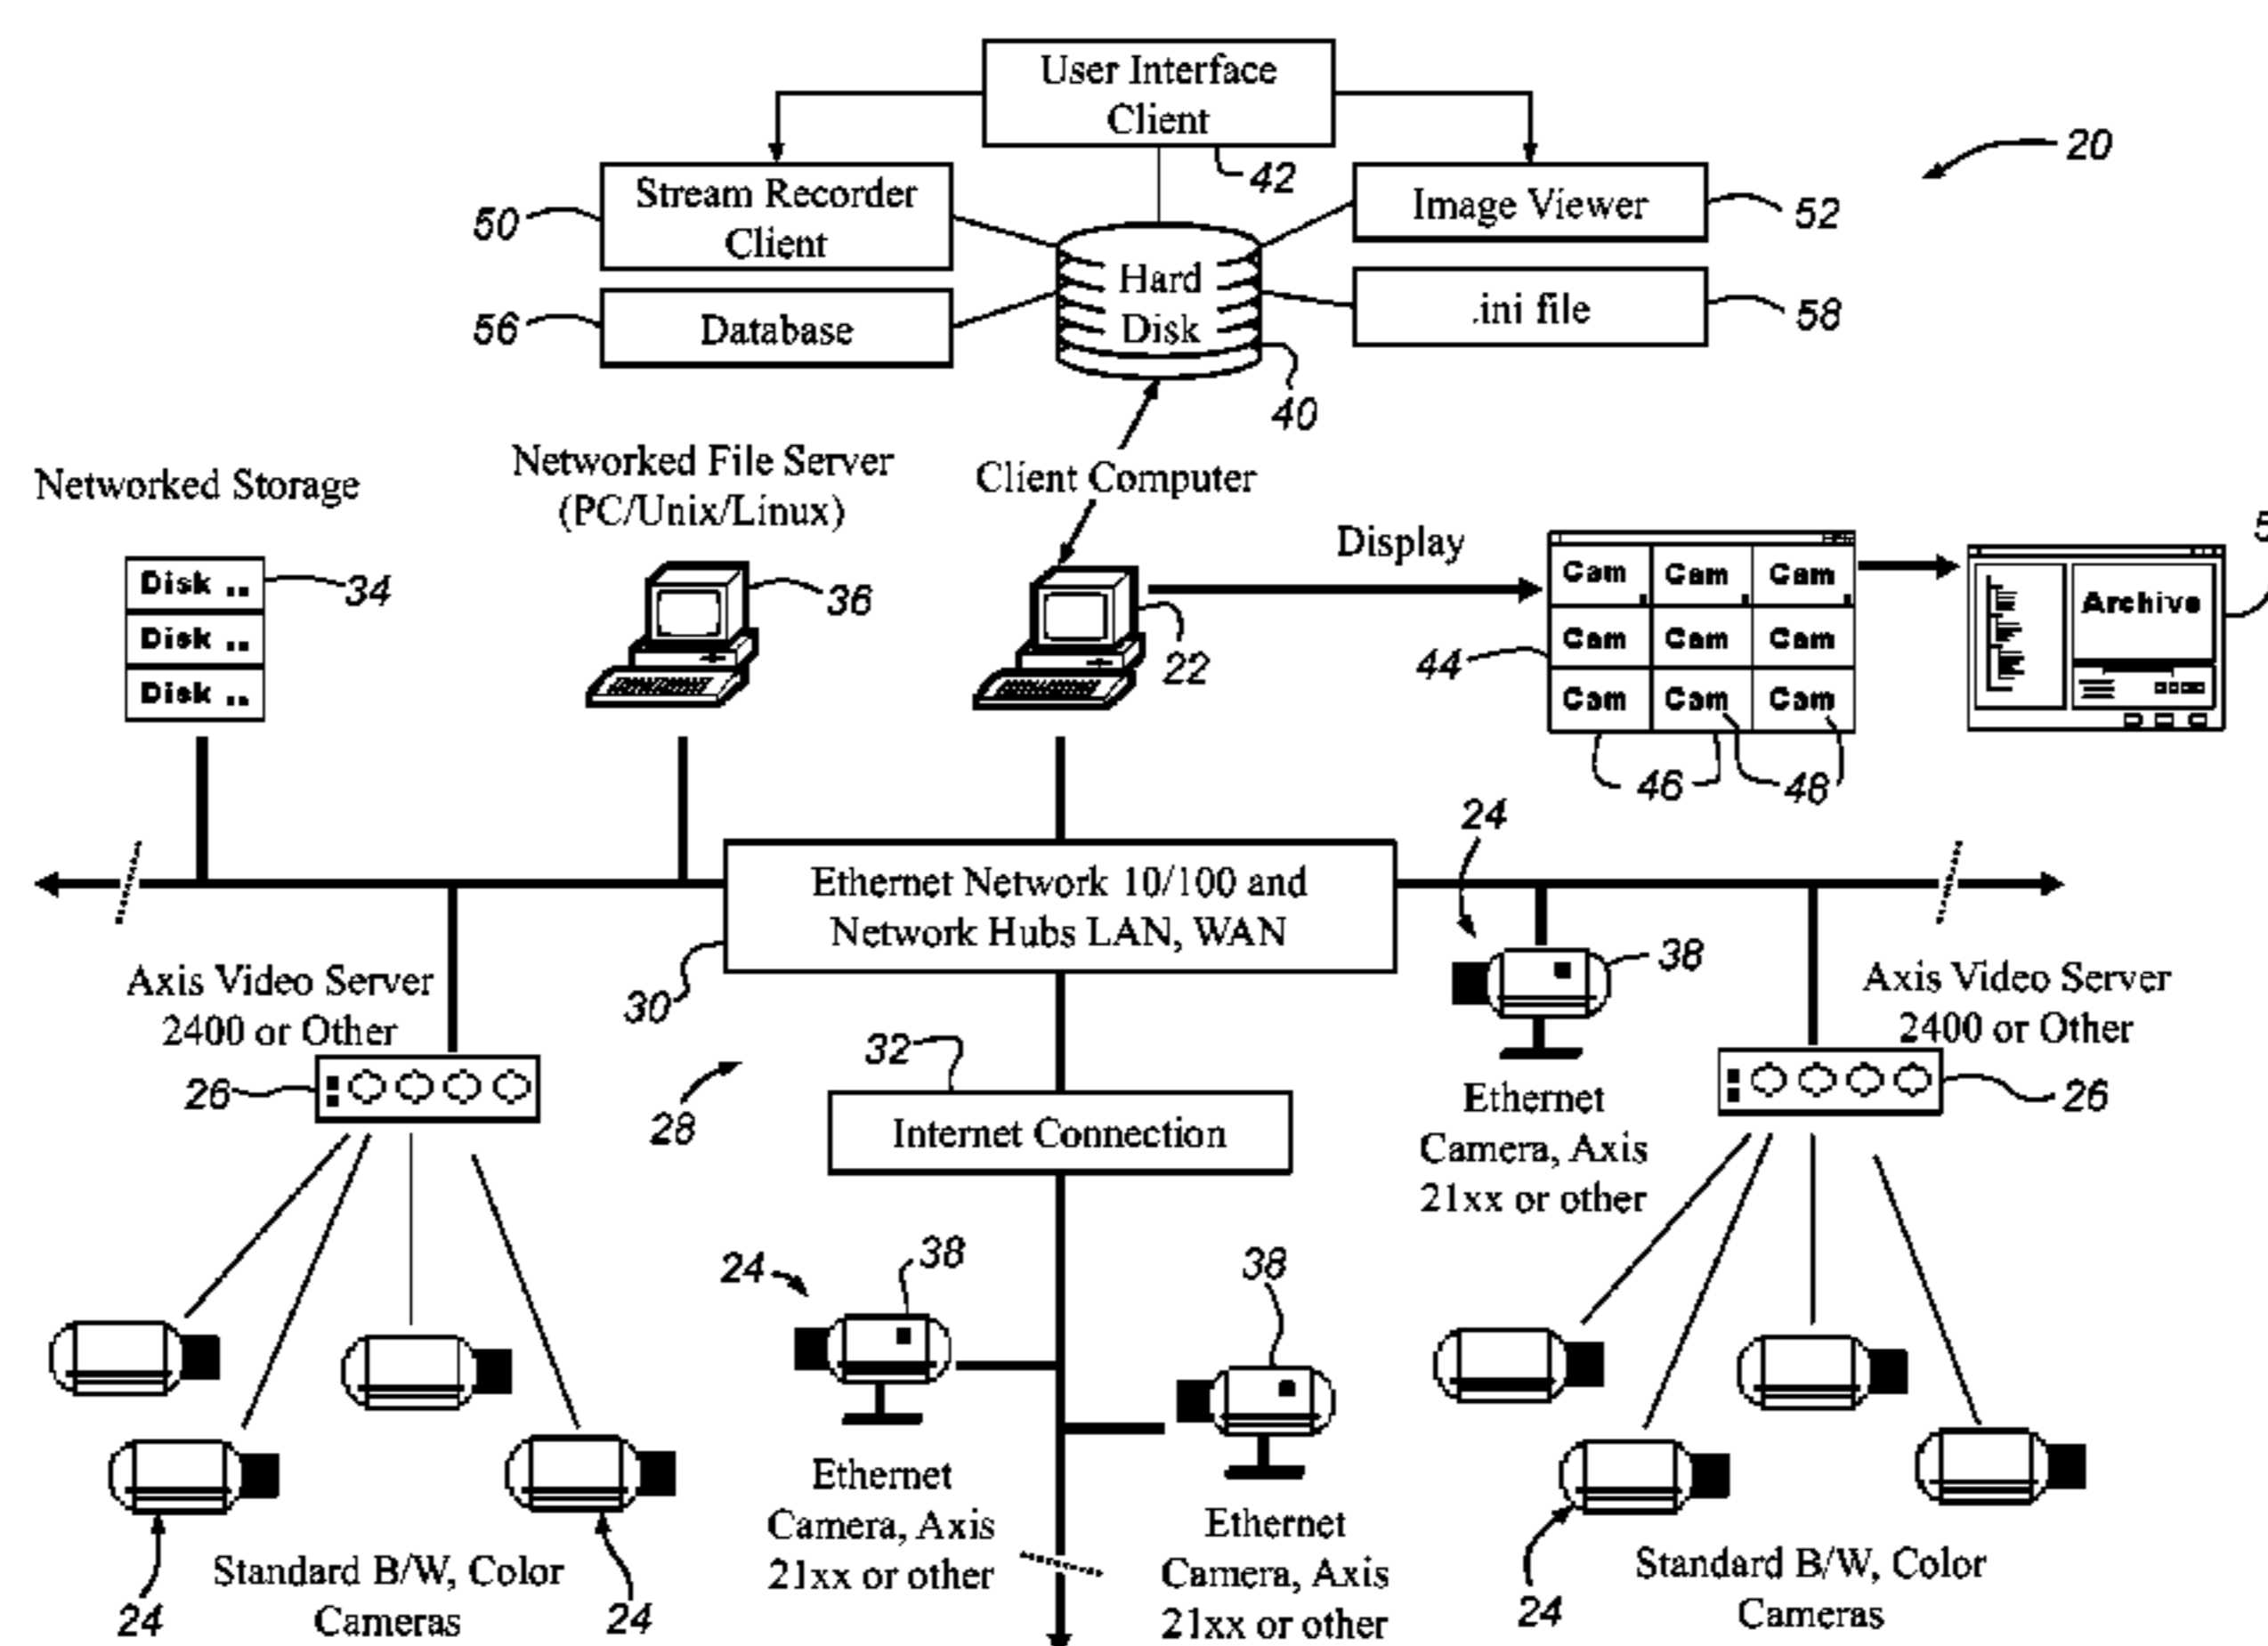 User Interface
Client
42
20
Stream Recorder
Client
50
Image Viewer
52
Hard
Disk
40
Database
56
.ini file
58
Networked Storage
Networked File Server
(PC/Unix/Linux)
Client Computer
Display
Disk ..
Disk ..
Disk ..
34
36
22
Cam Cam Cam
Cam Cam Cam
Cam Cam Cam
44
46
48
Archive
5
24
Ethernet Network 10/100 and
Network Hubs LAN, WAN
30
38
Axis Video Server
2400 or Other
26
32
28
Internet Connection
Ethernet
Camera, Axis
21xx or other
Axis Video Server
2400 or Other
26
24
38
38
Ethernet
Camera, Axis
21xx or other
Ethernet
Camera, Axis
21xx or other
24
Standard B/W, Color
Cameras
24
24
Standard B/W, Color
Cameras